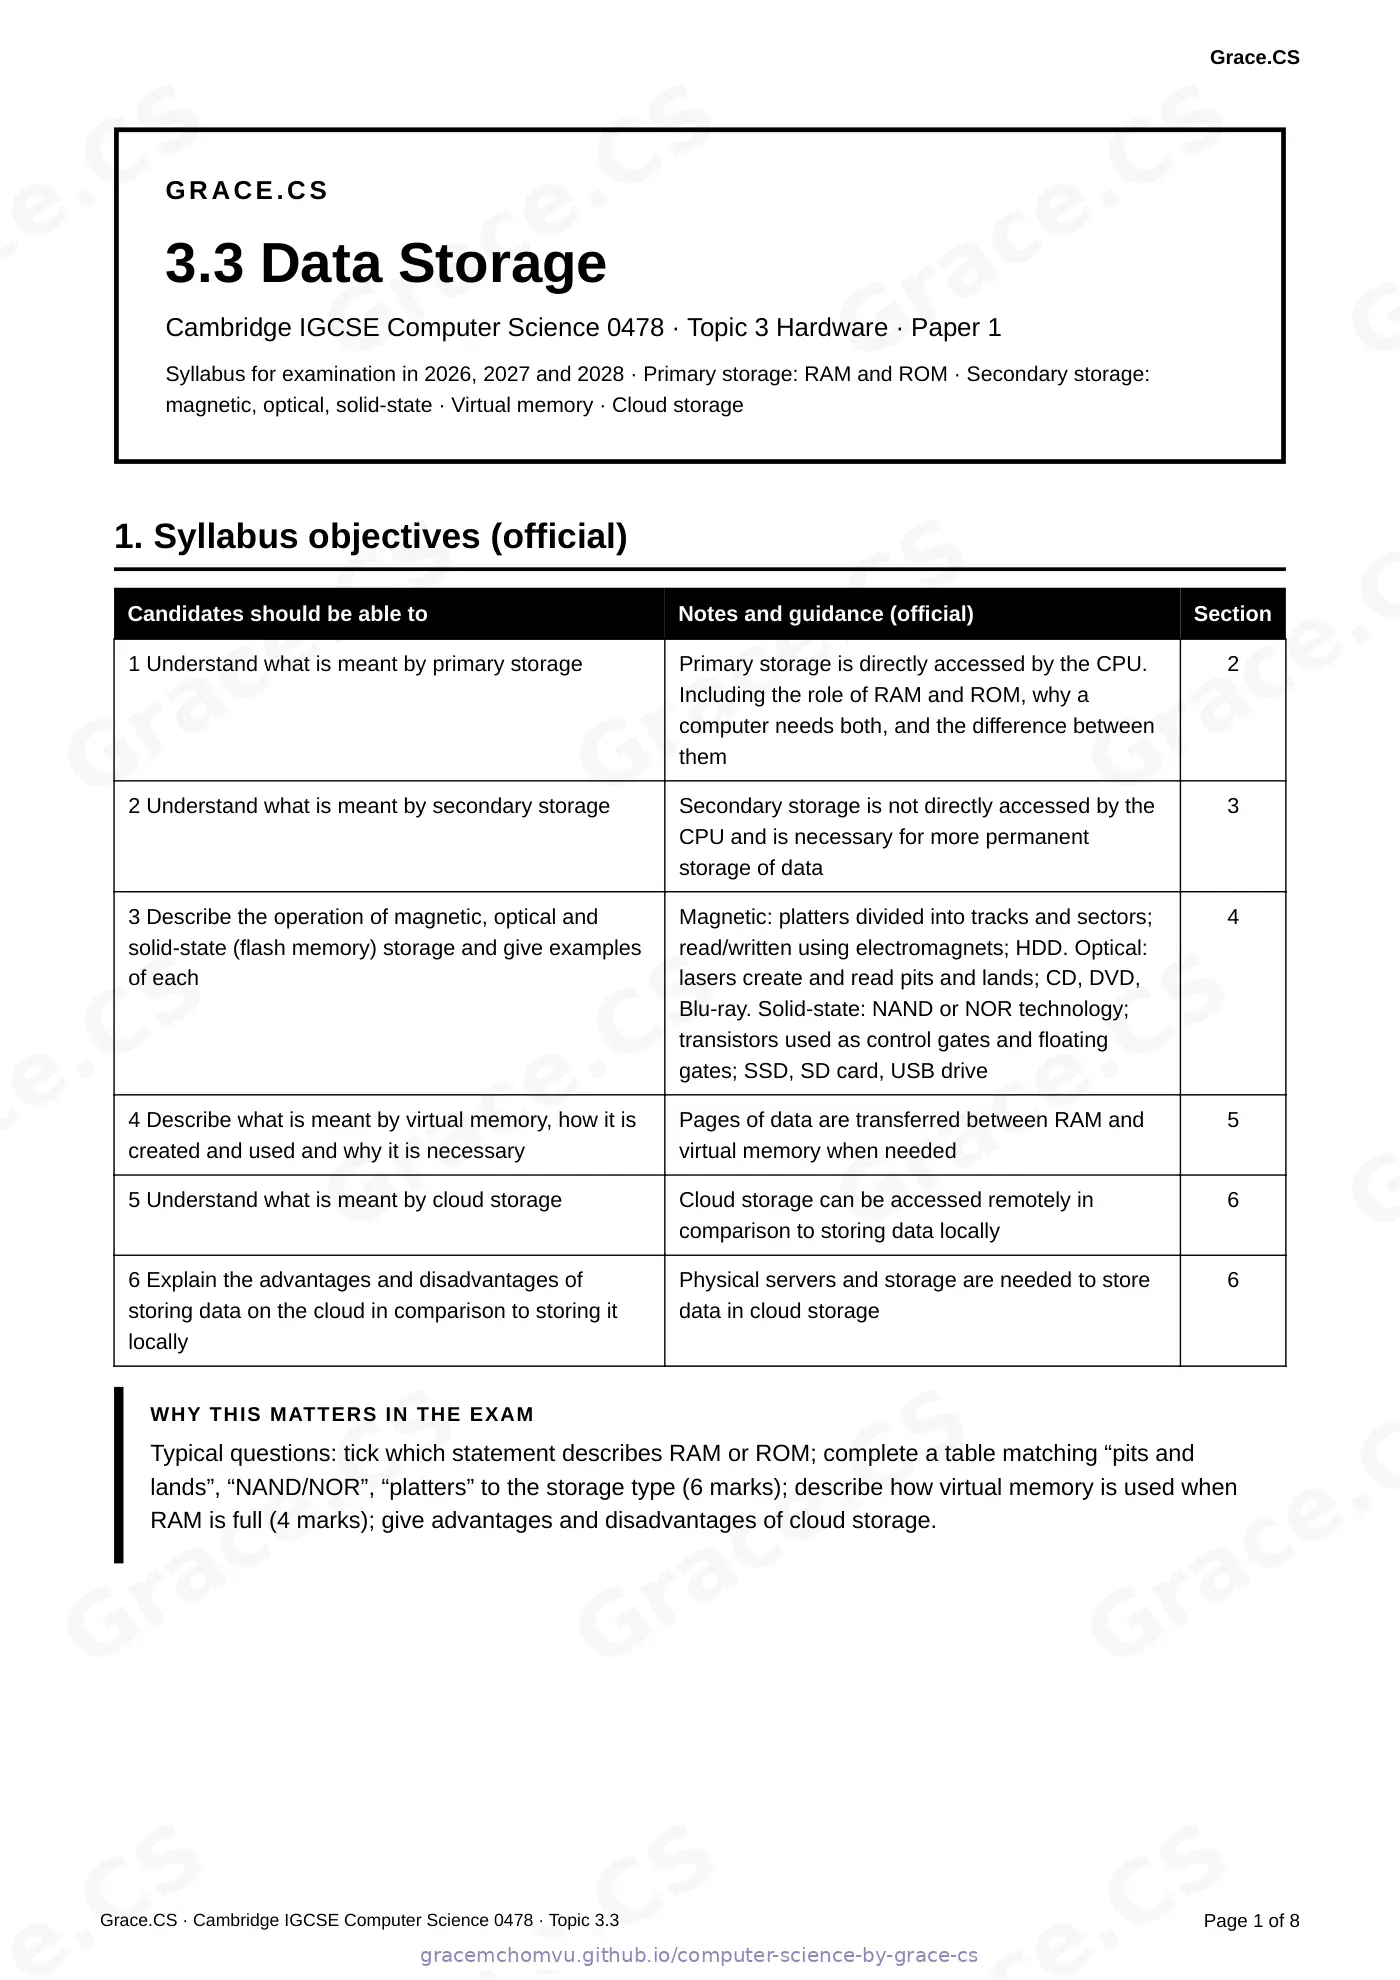 Grace.CS
GRACE.CS
3.3 Data Storage
Cambridge IGCSE Computer Science 0478 · Topic 3 Hardware · Paper 1
Syllabus for examination in 2026, 2027 and 2028 · Primary storage: RAM and ROM · Secondary storage:
magnetic, optical, solid-state · Virtual memory · Cloud storage
1. Syllabus objectives (official)
Candidates should be able to
Notes and guidance (official)
Section
1 Understand what is meant by primary storage
Primary storage is directly accessed by the CPU.
Including the role of RAM and ROM, why a
computer needs both, and the difference between
them
2
2 Understand what is meant by secondary storage
Secondary storage is not directly accessed by the
CPU and is necessary for more permanent
storage of data
3
3 Describe the operation of magnetic, optical and
solid-state (flash memory) storage and give examples
of each
Magnetic: platters divided into tracks and sectors;
read/written using electromagnets; HDD. Optical:
lasers create and read pits and lands; CD, DVD,
Blu-ray. Solid-state: NAND or NOR technology;
transistors used as control gates and floating
gates; SSD, SD card, USB drive
4
4 Describe what is meant by virtual memory, how it is
created and used and why it is necessary
Pages of data are transferred between RAM and
virtual memory when needed
5
5 Understand what is meant by cloud storage
Cloud storage can be accessed remotely in
comparison to storing data locally
6
6 Explain the advantages and disadvantages of
storing data on the cloud in comparison to storing it
locally
Physical servers and storage are needed to store
data in cloud storage
6
WHY THIS MATTERS IN THE EXAM
Typical questions: tick which statement describes RAM or ROM; complete a table matching “pits and
lands”, “NAND/NOR”, “platters” to the storage type (6 marks); describe how virtual memory is used when
RAM is full (4 marks); give advantages and disadvantages of cloud storage.
Grace.CS · Cambridge IGCSE Computer Science 0478 · Topic 3.3
Page 1 of 8
gracemchomvu.github.io/computer-science-by-grace-cs